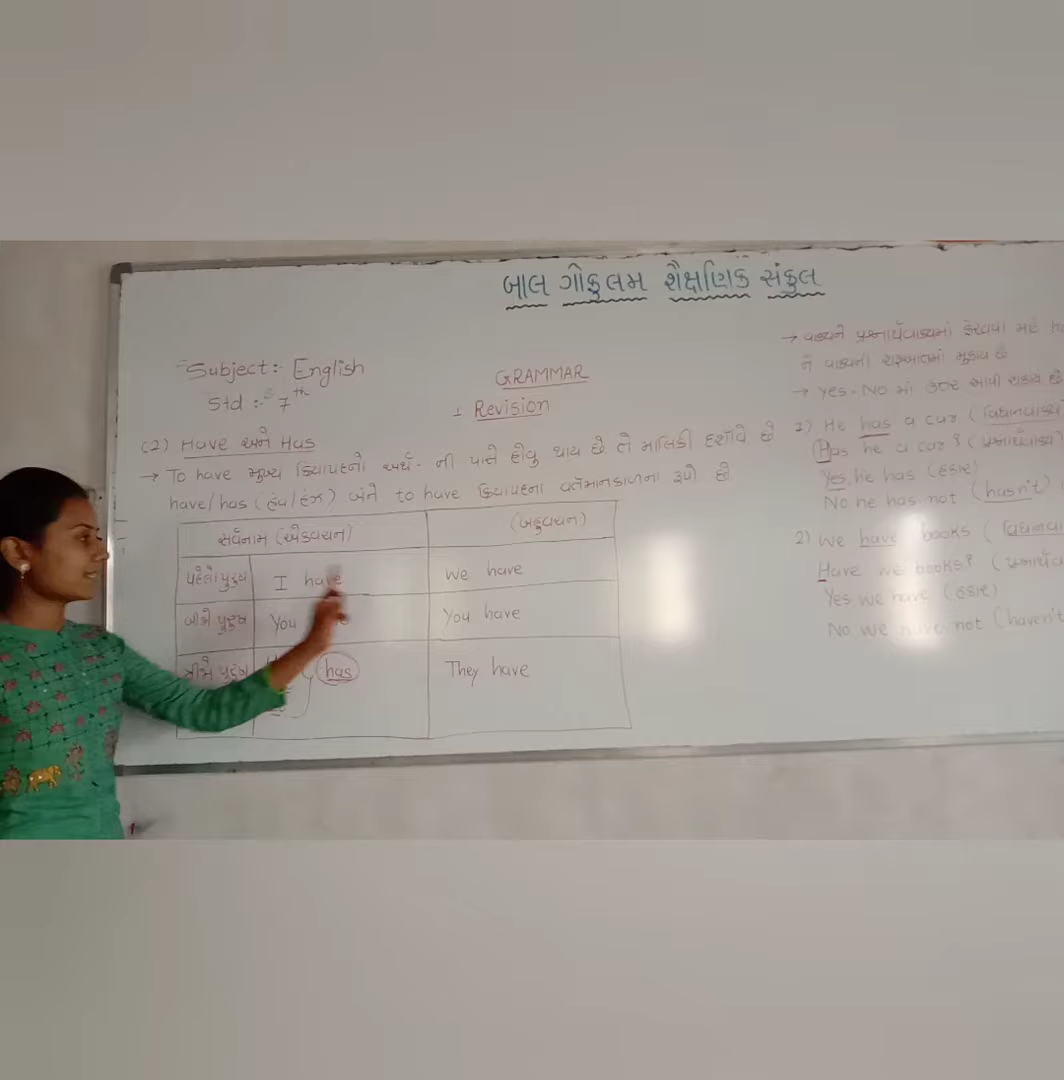 બાલ ગોકુલમ શૈક્ષણિક સંકુલ
Subject:- English
Std :- 7th
GRAMMAR
Revision
(2) Have અને Has
→ To have મુખ્ય ક્રિયાપદનો અર્થ - ની પાસે હોવુ થાય છે તે માલિકી દર્શાવે છે
have/has (હેવ/હેઝ) બંને to have ક્રિયાપદના વર્તમાનકાળના રૂપો છે
સર્વનામ (એકવચન) (બહુવચન)
પહેલો પુરુષ I have We have
બીજો પુરુષ You You have
ત્રીજો પુરુષ has They have
→ વાક્યને પ્રશ્નાર્થવાક્યમાં ફેરવવા માટે
ને વાક્યની શરૂઆતમાં મુકાય છે
→ Yes-No માં ઉત્તર આપી શકાય છે
1) He has a car (વિધાનવાક્ય)
Has he a car? (પ્રશ્નાર્થવાક્ય)
Yes, he has (હકાર)
No he has not (hasn't)
2) We have books
Have we books?
Yes we have (હકાર)
No we have not (haven't